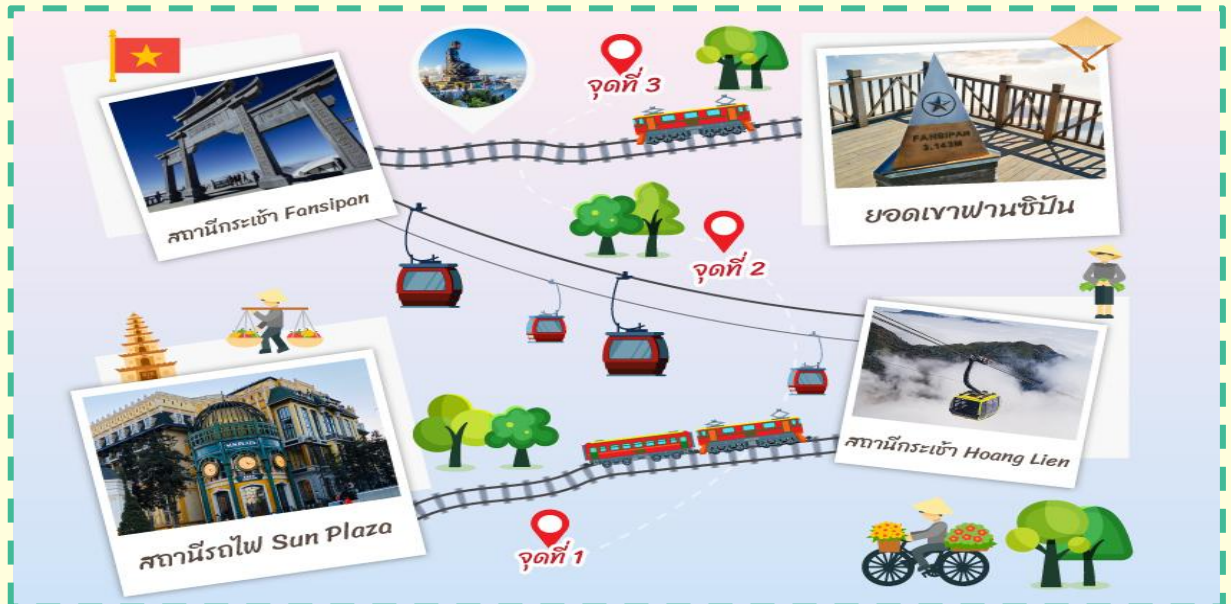 จุดที่ 3
สถานีกระเช้า Fansipan
FANSIPAN
3.143M
ยอดเขาฟานซิปัน
จุดที่ 2
สถานีรถไฟ Sun Plaza
สถานีกระเช้า Hoang Lien
จุดที่ 1